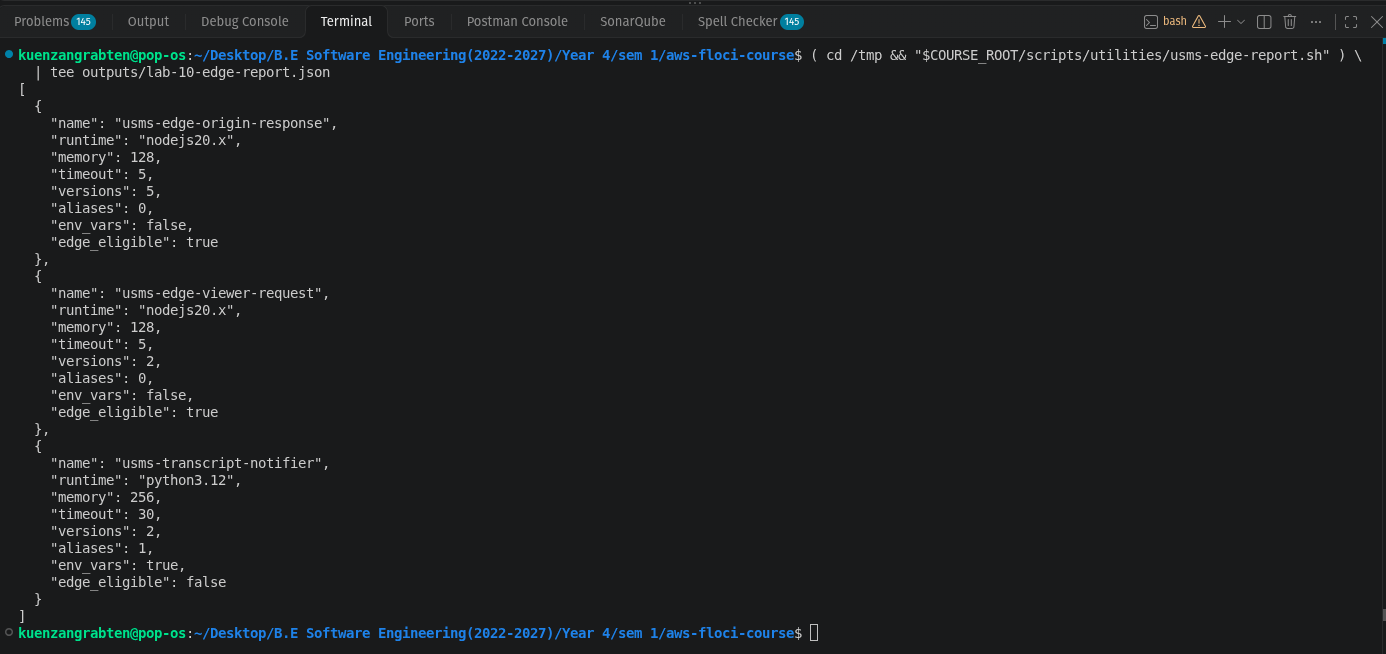 Problems 145 Output Debug Console Terminal Ports Postman Console SonarQube Spell Checker 145 bash
kuenzangrabten@pop-os:~/Desktop/B.E Software Engineering(2022-2027)/Year 4/sem 1/aws-floci-course$ ( cd /tmp && "$COURSE_ROOT/scripts/utilities/usms-edge-report.sh" ) \
  | tee outputs/lab-10-edge-report.json
[
  {
    "name": "usms-edge-origin-response",
    "runtime": "nodejs20.x",
    "memory": 128,
    "timeout": 5,
    "versions": 5,
    "aliases": 0,
    "env_vars": false,
    "edge_eligible": true
  },
  {
    "name": "usms-edge-viewer-request",
    "runtime": "nodejs20.x",
    "memory": 128,
    "timeout": 5,
    "versions": 2,
    "aliases": 0,
    "env_vars": false,
    "edge_eligible": true
  },
  {
    "name": "usms-transcript-notifier",
    "runtime": "python3.12",
    "memory": 256,
    "timeout": 30,
    "versions": 2,
    "aliases": 1,
    "env_vars": true,
    "edge_eligible": false
  }
]
kuenzangrabten@pop-os:~/Desktop/B.E Software Engineering(2022-2027)/Year 4/sem 1/aws-floci-course$